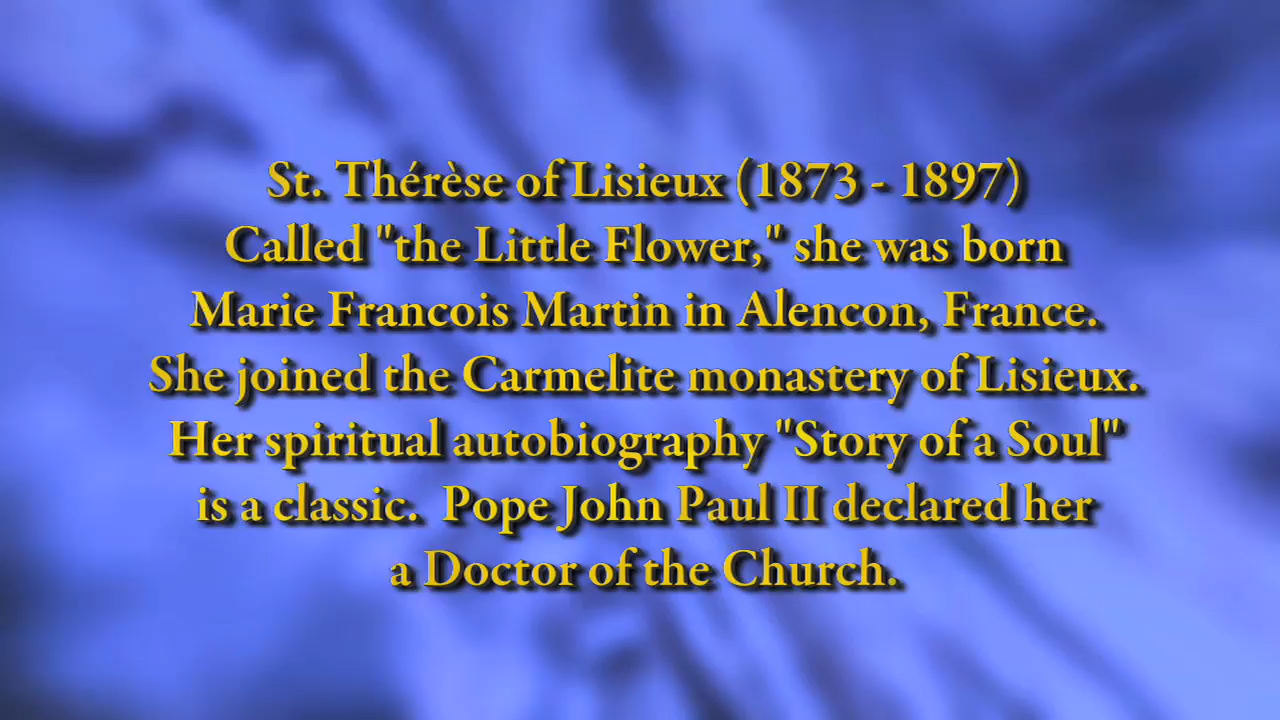 St. Thérèse of Lisieux (1873 - 1897)
Called "the Little Flower," she was born
Marie Francois Martin in Alencon, France.
She joined the Carmelite monastery of Lisieux.
Her spiritual autobiography "Story of a Soul"
is a classic.  Pope John Paul II declared her
a Doctor of the Church.